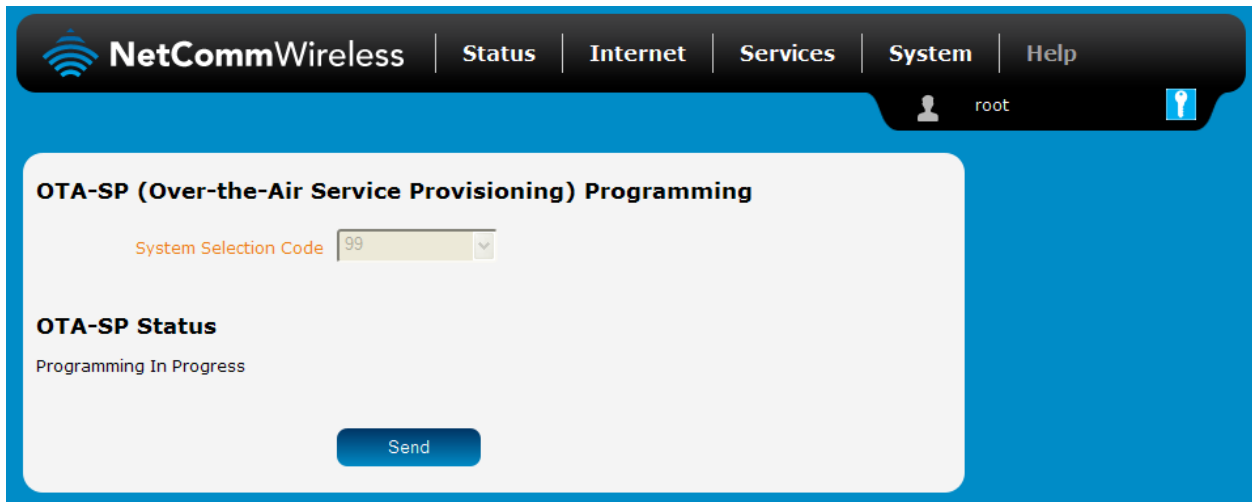 NetCommWireless Status Internet Services System Help
root
OTA-SP (Over-the-Air Service Provisioning) Programming
System Selection Code 99
OTA-SP Status
Programming In Progress
Send